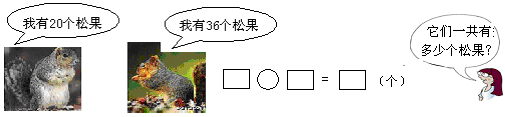 我有20个松果
我有36个松果
它们一共有:
多少个松果?
= (个)